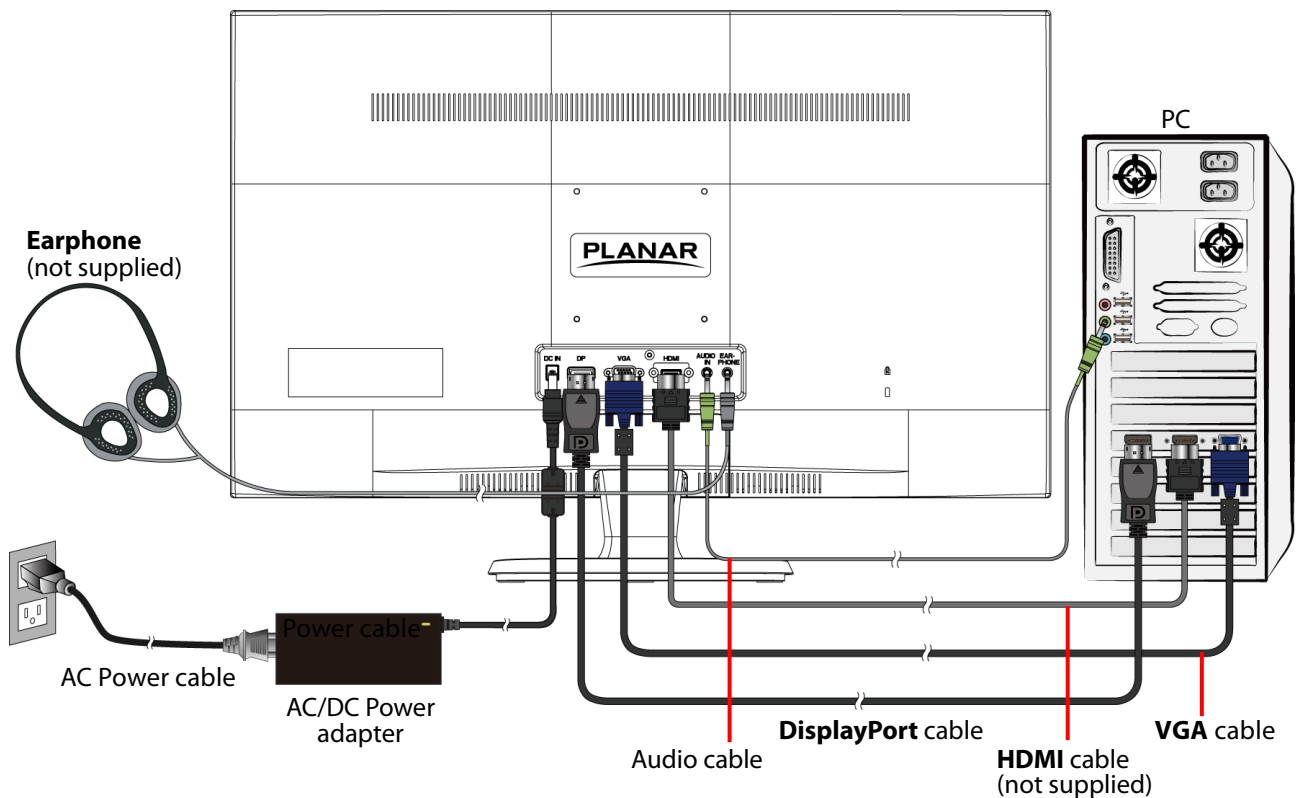 PC
Earphone
(not supplied)
PLANAR
DC IN
DP
VGA
HDMI
AUDIO
IN
EAR-
PHONE
Power cable
AC Power cable
AC/DC Power
adapter
Audio cable
DisplayPort cable
HDMI cable
(not supplied)
VGA cable